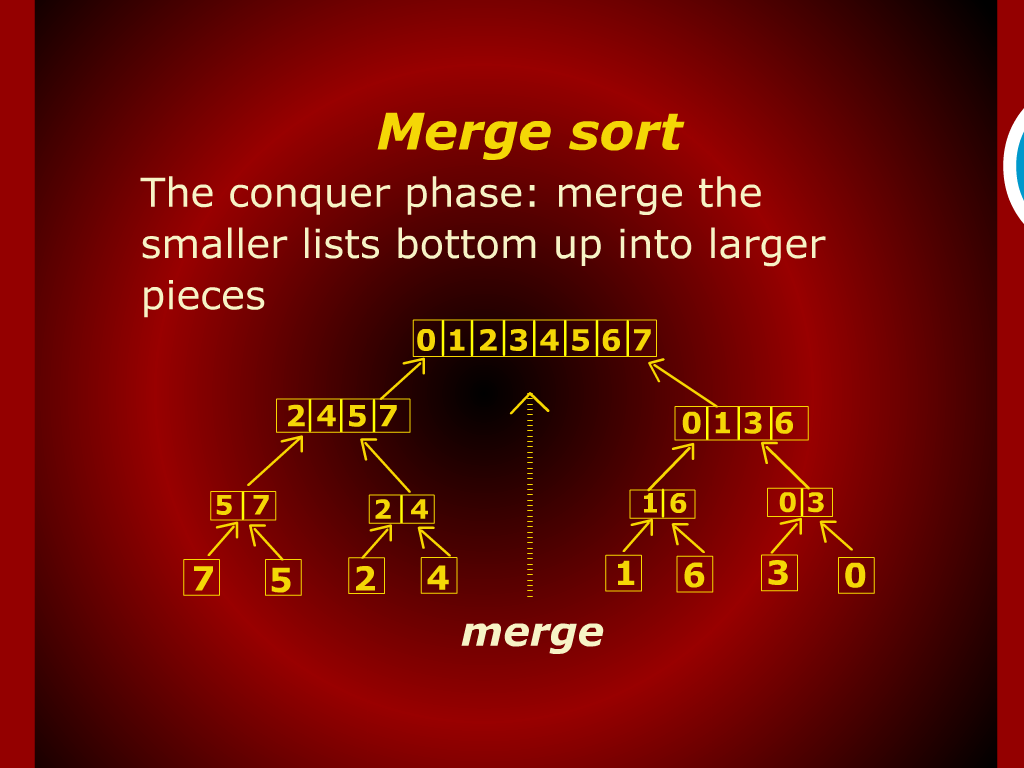 Merge sort
The conquer phase: merge the
smaller lists bottom up into larger
pieces
0 1 2 3 4 5 6 7
2 4 5 7 0 1 3 6
5 7 2 4 1 6 0 3
7 5 2 4 1 6 3 0
merge